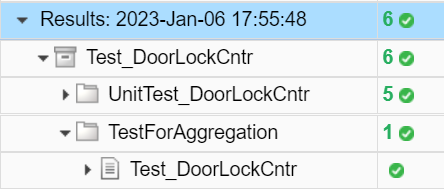 Results: 2023-Jan-06 17:55:48 6
Test_DoorLockCntr 6
UnitTest_DoorLockCntr 5
TestForAggregation 1
Test_DoorLockCntr